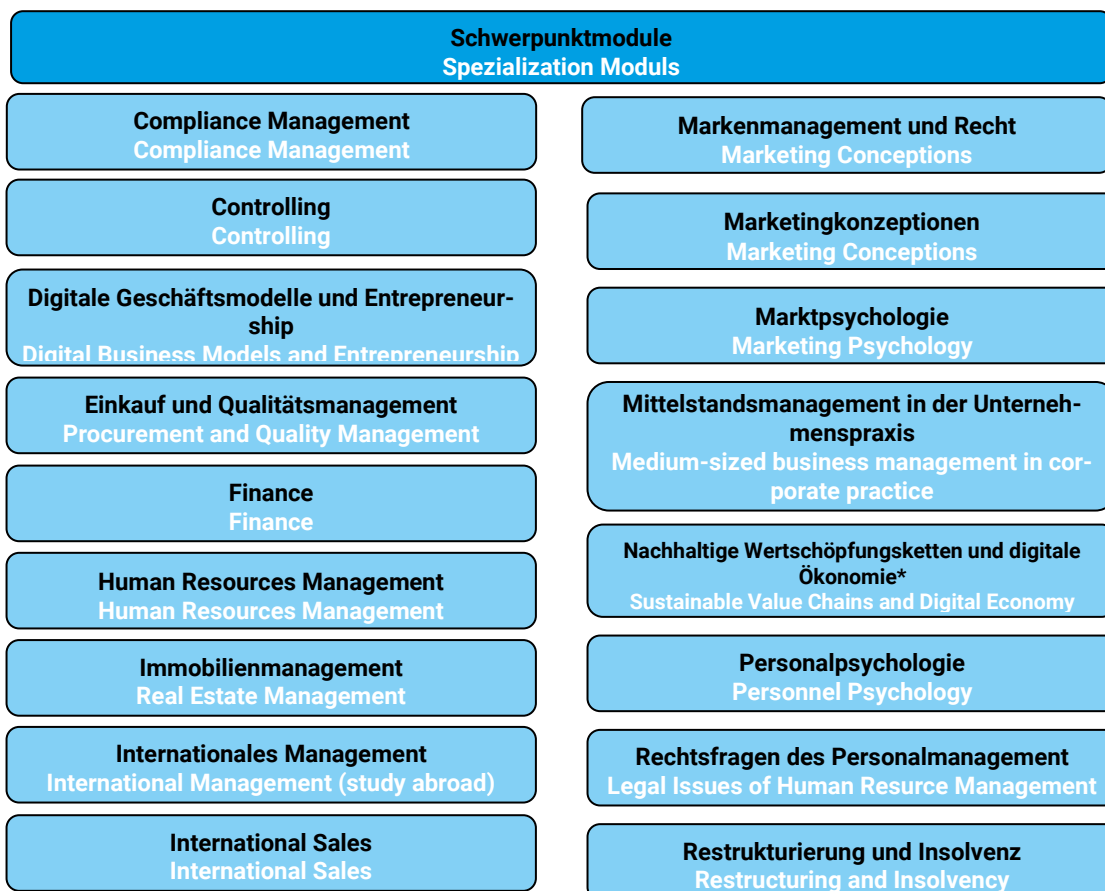 Schwerpunktmodule
Spezialization Moduls
Compliance Management
Compliance Management
Controlling
Controlling
Digitale Geschäftsmodelle und Entrepreneur-
ship
Digital Business Models and Entrepreneurship
Einkauf und Qualitätsmanagement
Procurement and Quality Management
Finance
Finance
Human Resources Management
Human Resources Management
Immobilienmanagement
Real Estate Management
Internationales Management
International Management (study abroad)
International Sales
International Sales
Markenmanagement und Recht
Marketing Conceptions
Marketingkonzeptionen
Marketing Conceptions
Marktpsychologie
Marketing Psychology
Mittelstandsmanagement in der Unterneh-
menspraxis
Medium-sized business management in cor-
porate practice
Nachhaltige Wertschöpfungsketten und digitale
Ökonomie*
Sustainable Value Chains and Digital Economy
Personalpsychologie
Personnel Psychology
Rechtsfragen des Personalmanagement
Legal Issues of Human Resurce Management
Restrukturierung und Insolvenz
Restructuring and Insolvency